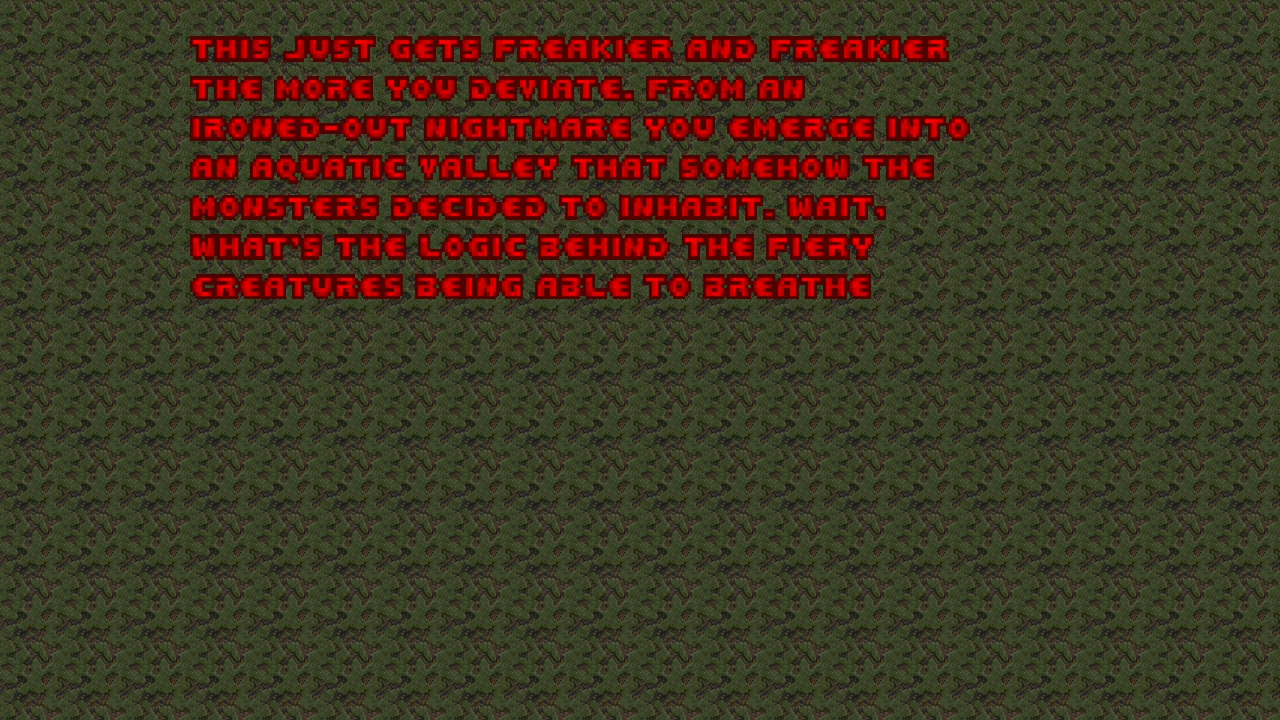 THIS JUST GETS FREAKIER AND FREAKIER
THE MORE YOU DEVIATE. FROM AN
IRONED-OUT NIGHTMARE YOU EMERGE INTO
AN AQUATIC VALLEY THAT SOMEHOW THE
MONSTERS DECIDED TO INHABIT. WAIT,
WHAT'S THE LOGIC BEHIND THE FIERY
CREATURES BEING ABLE TO BREATHE